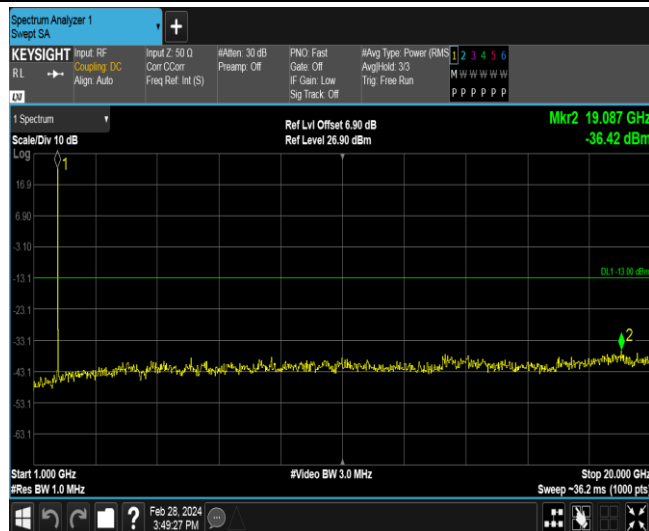 Spectrum Analyzer 1
Swept SA
+
KEYSIGHT
RL
Input: RF
Coupling: DC
Align: Auto
Input Z: 50 Ω
Corr CCorr
Freq Ref: Int (S)
#Atten: 30 dB
Preamp: Off
PNO: Fast
Gate: Off
IF Gain: Low
Sig Track: Off
#Avg Type: Power (RMS
Avg|Hold: 3/3
Trig: Free Run
1 2 3 4 5 6
M W W W W W
P P P P P P
LXI
1 Spectrum
Scale/Div 10 dB
Log
Ref Lvl Offset 6.90 dB
Ref Level 26.90 dBm
Mkr2 19.087 GHz
-36.42 dBm
1
16.9
6.90
-3.10
-13.1
DL1 -13.00 dBm
-23.1
-33.1
2
-43.1
-53.1
-63.1
Start 1.000 GHz
#Video BW 3.0 MHz
Stop 20.000 GHz
#Res BW 1.0 MHz
Sweep ~36.2 ms (1000 pts)
?
Feb 28, 2024
3:49:27 PM